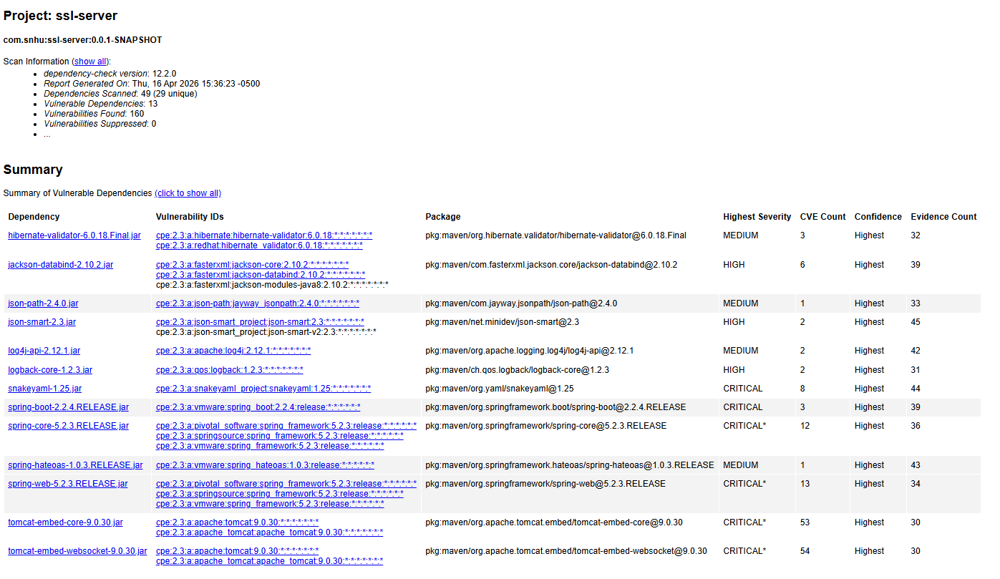 Project: ssl-server
com.snhu:ssl-server:0.0.1-SNAPSHOT
Scan Information (show all):
• dependency-check version: 12.2.0
• Report Generated On: Thu, 16 Apr 2026 15:36:23 -0500
• Dependencies Scanned: 49 (29 unique)
• Vulnerable Dependencies: 13
• Vulnerabilities Found: 160
• Vulnerabilities Suppressed: 0
• ...
Summary
Summary of Vulnerable Dependencies (click to show all)
Dependency Vulnerability IDs Package Highest Severity CVE Count Confidence Evidence Count
hibernate-validator-6.0.18.Final.jar cpe:2.3:a:hibernate:hibernate-validator:6.0.18:*:*:*:*:*:*:* pkg:maven/org.hibernate.validator/hibernate-validator@6.0.18.Final MEDIUM 3 Highest 32
cpe:2.3:a:redhat:hibernate_validator:6.0.18:*:*:*:*:*:*:*
jackson-databind-2.10.2.jar cpe:2.3:a:fasterxml:jackson-core:2.10.2:*:*:*:*:*:*:* pkg:maven/com.fasterxml.jackson.core/jackson-databind@2.10.2 HIGH 6 Highest 39
cpe:2.3:a:fasterxml:jackson-databind:2.10.2:*:*:*:*:*:*:*
cpe:2.3:a:fasterxml:jackson-modules-java8:2.10.2:*:*:*:*:*:*:*
json-path-2.4.0.jar cpe:2.3:a:json-path:jayway_jsonpath:2.4.0:*:*:*:*:*:*:* pkg:maven/com.jayway.jsonpath/json-path@2.4.0 MEDIUM 1 Highest 33
json-smart-2.3.jar cpe:2.3:a:json-smart_project:json-smart:2.3:*:*:*:*:*:*:* pkg:maven/net.minidev/json-smart@2.3 HIGH 2 Highest 45
cpe:2.3:a:json-smart_project:json-smart-v2:2.3:*:*:*:*:*:*:*
log4j-api-2.12.1.jar cpe:2.3:a:apache:log4j:2.12.1:*:*:*:*:*:*:* pkg:maven/org.apache.logging.log4j/log4j-api@2.12.1 MEDIUM 2 Highest 42
logback-core-1.2.3.jar cpe:2.3:a:qos:logback:1.2.3:*:*:*:*:*:*:* pkg:maven/ch.qos.logback/logback-core@1.2.3 HIGH 2 Highest 31
snakeyaml-1.25.jar cpe:2.3:a:snakeyaml_project:snakeyaml:1.25:*:*:*:*:*:*:* pkg:maven/org.yaml/snakeyaml@1.25 CRITICAL 8 Highest 44
spring-boot-2.2.4.RELEASE.jar cpe:2.3:a:vmware:spring_boot:2.2.4:release:*:*:*:*:*:* pkg:maven/org.springframework.boot/spring-boot@2.2.4.RELEASE CRITICAL 3 Highest 39
spring-core-5.2.3.RELEASE.jar cpe:2.3:a:pivotal_software:spring_framework:5.2.3:release:*:*:*:*:*:* pkg:maven/org.springframework/spring-core@5.2.3.RELEASE CRITICAL* 12 Highest 36
cpe:2.3:a:springsource:spring_framework:5.2.3:release:*:*:*:*:*:*
cpe:2.3:a:vmware:spring_framework:5.2.3:release:*:*:*:*:*:*
spring-hateoas-1.0.3.RELEASE.jar cpe:2.3:a:vmware:spring_hateoas:1.0.3:release:*:*:*:*:*:* pkg:maven/org.springframework.hateoas/spring-hateoas@1.0.3.RELEASE MEDIUM 1 Highest 43
spring-web-5.2.3.RELEASE.jar cpe:2.3:a:pivotal_software:spring_framework:5.2.3:release:*:*:*:*:*:* pkg:maven/org.springframework/spring-web@5.2.3.RELEASE CRITICAL* 13 Highest 34
cpe:2.3:a:springsource:spring_framework:5.2.3:release:*:*:*:*:*:*
cpe:2.3:a:vmware:spring_framework:5.2.3:release:*:*:*:*:*:*
tomcat-embed-core-9.0.30.jar cpe:2.3:a:apache:tomcat:9.0.30:*:*:*:*:*:*:* pkg:maven/org.apache.tomcat.embed/tomcat-embed-core@9.0.30 CRITICAL* 53 Highest 30
cpe:2.3:a:apache_tomcat:apache_tomcat:9.0.30:*:*:*:*:*:*:*
tomcat-embed-websocket-9.0.30.jar cpe:2.3:a:apache:tomcat:9.0.30:*:*:*:*:*:*:* pkg:maven/org.apache.tomcat.embed/tomcat-embed-websocket@9.0.30 CRITICAL* 54 Highest 30
cpe:2.3:a:apache_tomcat:apache_tomcat:9.0.30:*:*:*:*:*:*:*